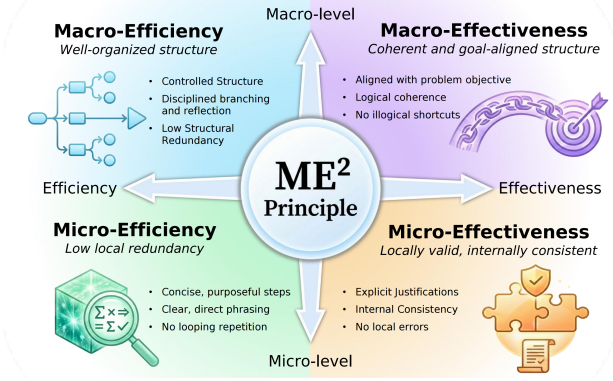 Macro-level
Macro-Efficiency
Well-organized structure
• Controlled Structure
• Disciplined branching
and reflection
• Low Structural
Redundancy
Macro-Effectiveness
Coherent and goal-aligned structure
• Aligned with problem objective
• Logical coherence
• No illogical shortcuts
Efficiency
ME²
Principle
Effectiveness
Micro-Efficiency
Low local redundancy
• Concise, purposeful steps
• Clear, direct phrasing
• No looping repetition
Σ×⇒
=Σ✓
Micro-Effectiveness
Locally valid, internally consistent
• Explicit Justifications
• Internal Consistency
• No local errors
Micro-level